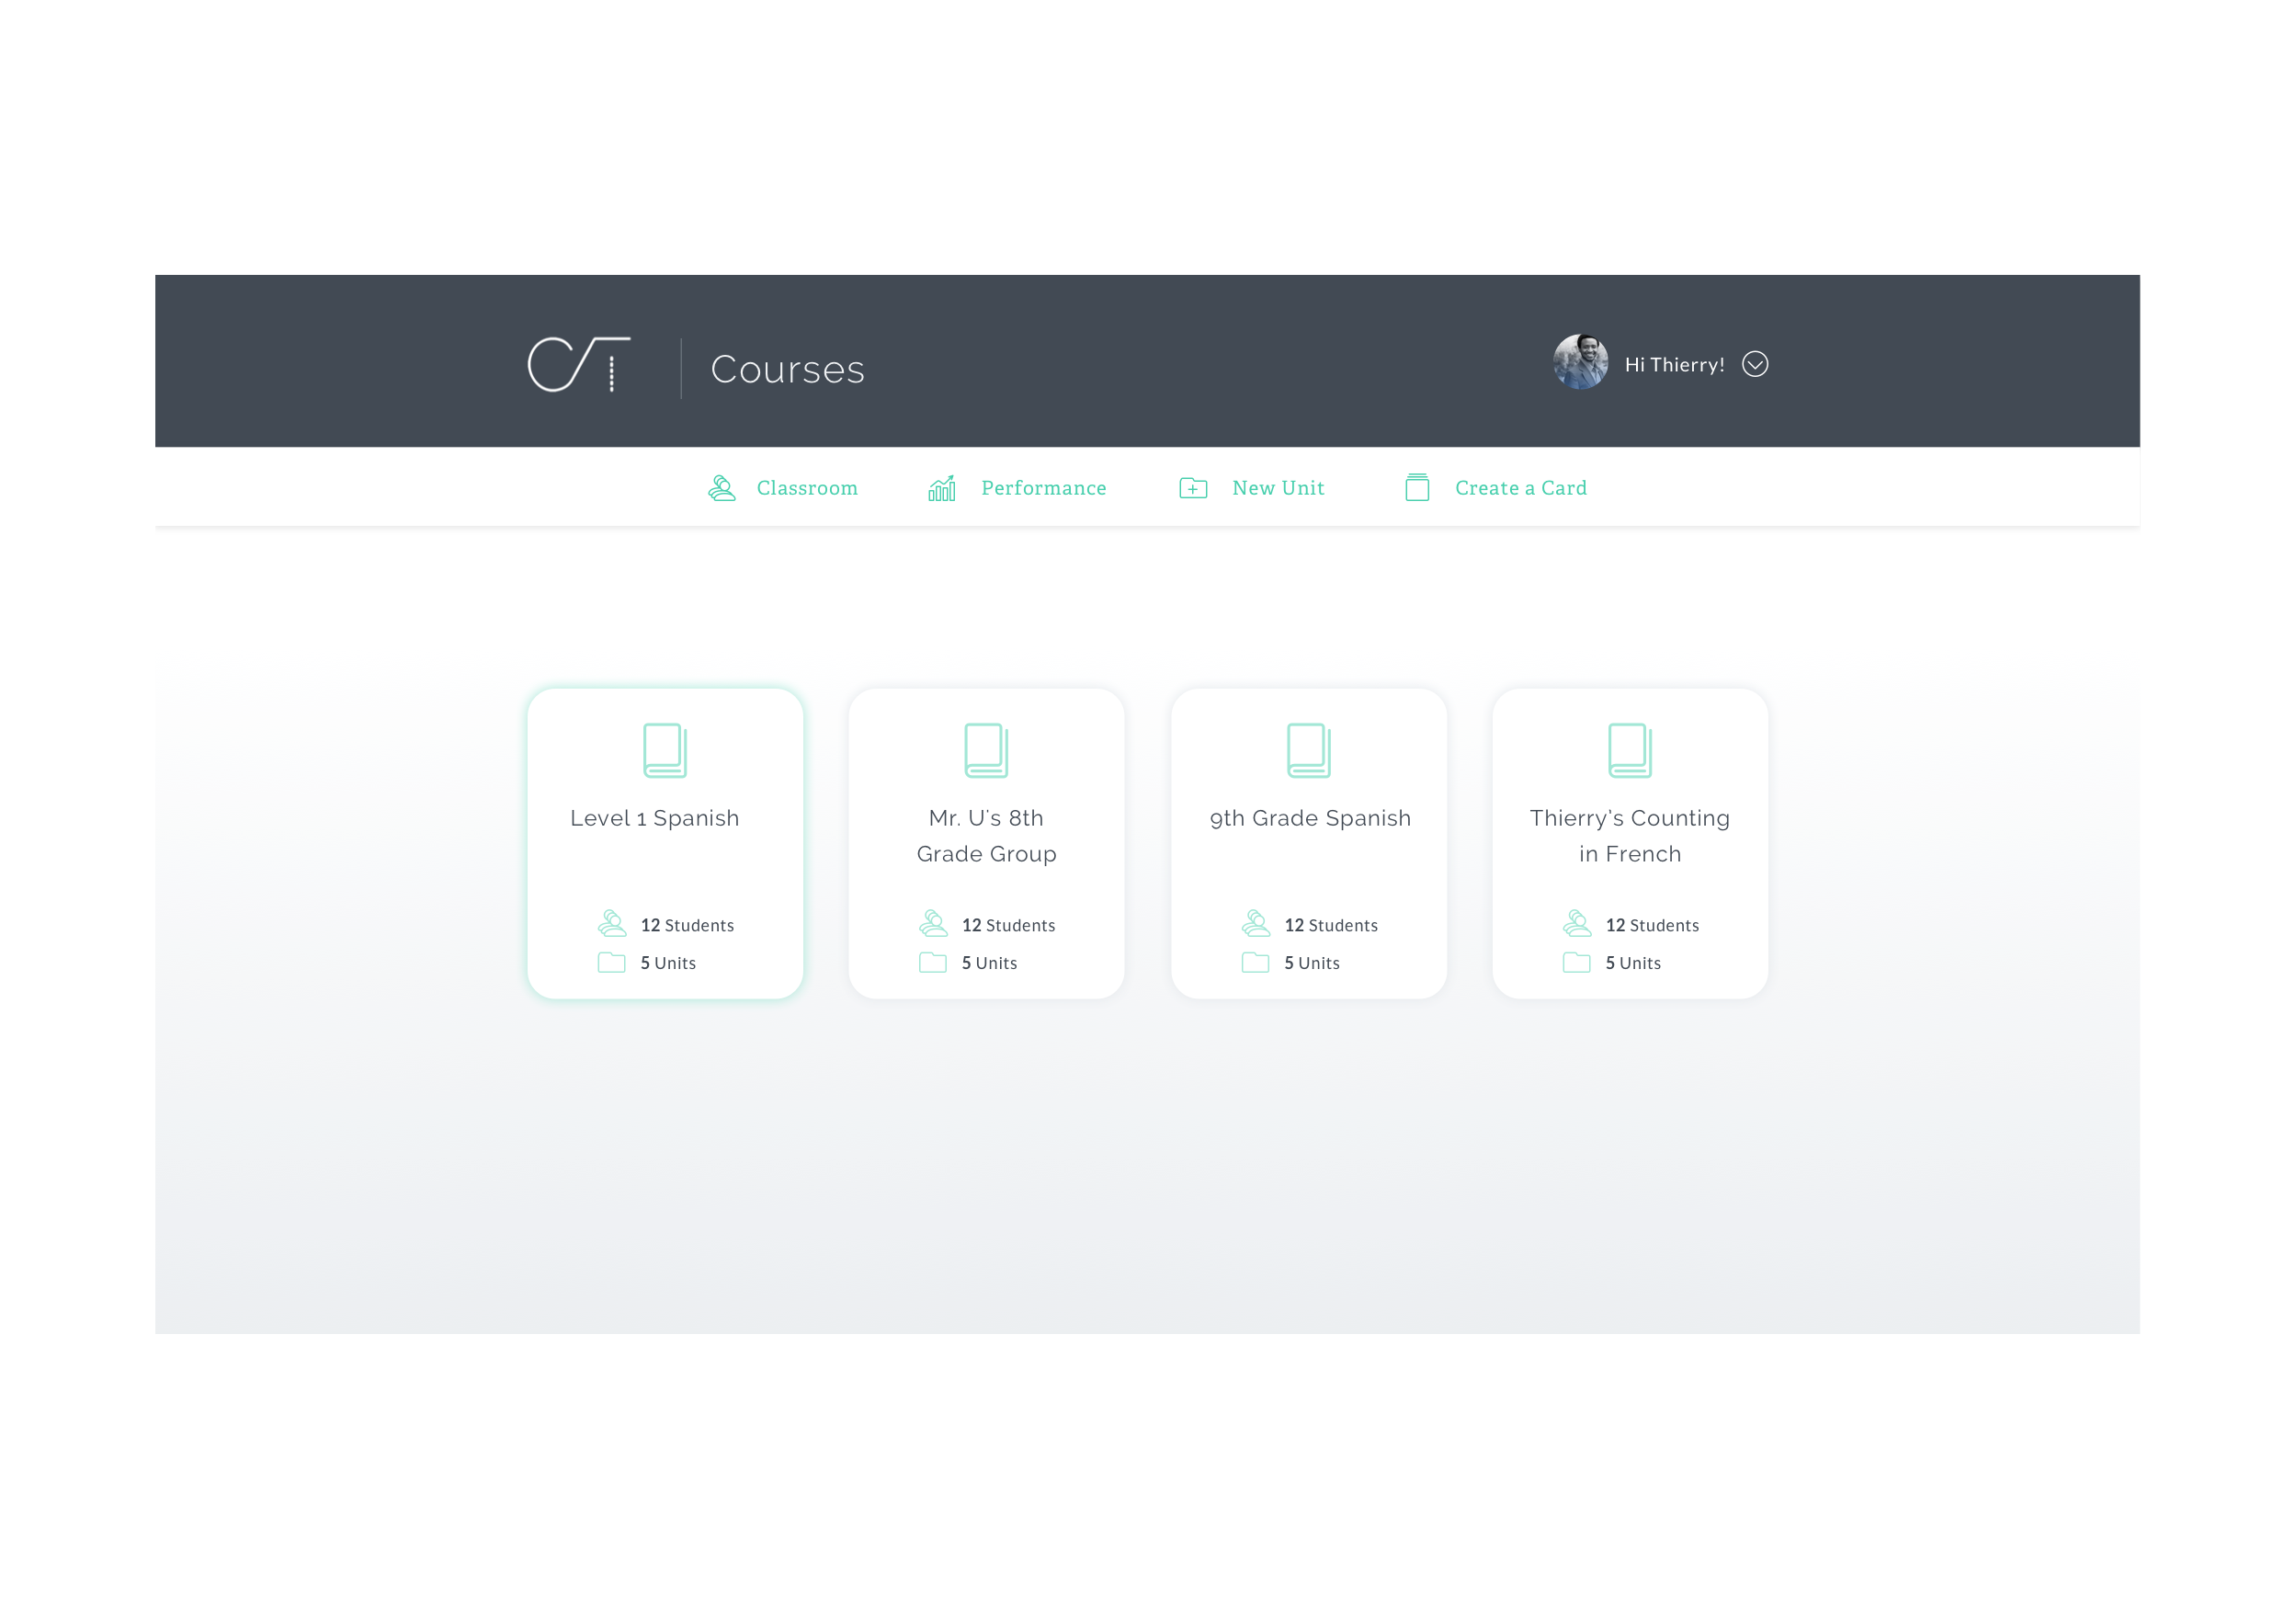 CT
Courses
Hi Thierry!
Classroom
Performance
New Unit
Create a Card
Level 1 Spanish
12 Students
5 Units
Mr. U's 8th
Grade Group
12 Students
5 Units
9th Grade Spanish
12 Students
5 Units
Thierry's Counting
in French
12 Students
5 Units